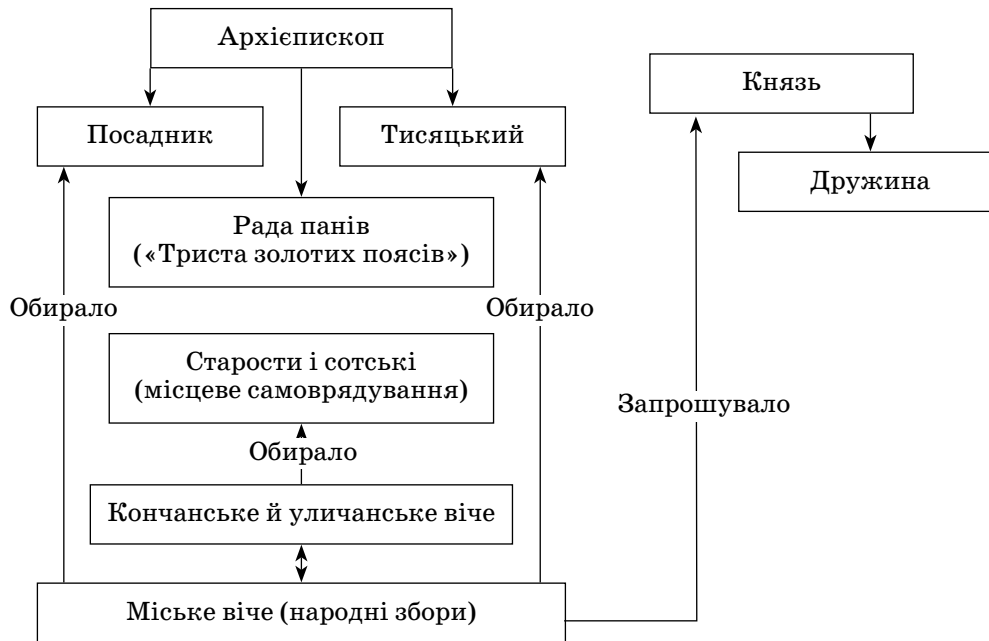 Архієпископ
Князь
Посадник
Тисяцький
Дружина
Рада панів
(«Триста золотих поясів»)
Обирало
Обирало
Старости і сотські
(місцеве самоврядування)
Запрошувало
Обирало
Кончанське й уличанське віче
Міське віче (народні збори)